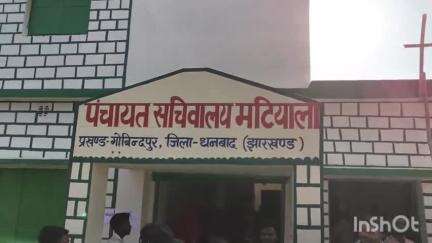 पंचायत सचिवालय मटियाला
प्रखण्ड-गोविन्दपुर, जिला-धनबाद (झारखण्ड)
InShOt